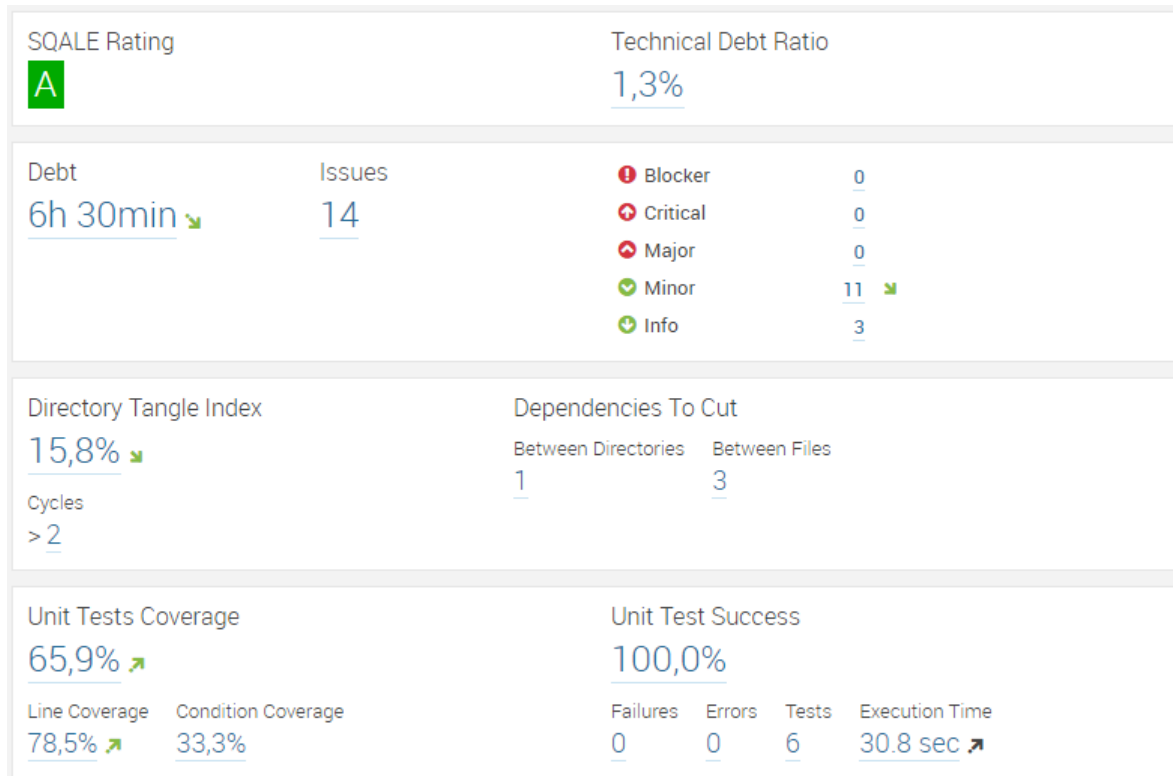 SQALE Rating
A
Technical Debt Ratio
1,3%
Debt
6h 30min
Issues
14
Blocker 0
Critical 0
Major 0
Minor 11
Info 3
Directory Tangle Index
15,8%
Cycles
> 2
Dependencies To Cut
Between Directories Between Files
1 3
Unit Tests Coverage
65,9%
Line Coverage Condition Coverage
78,5% 33,3%
Unit Test Success
100,0%
Failures Errors Tests Execution Time
0 0 6 30.8 sec